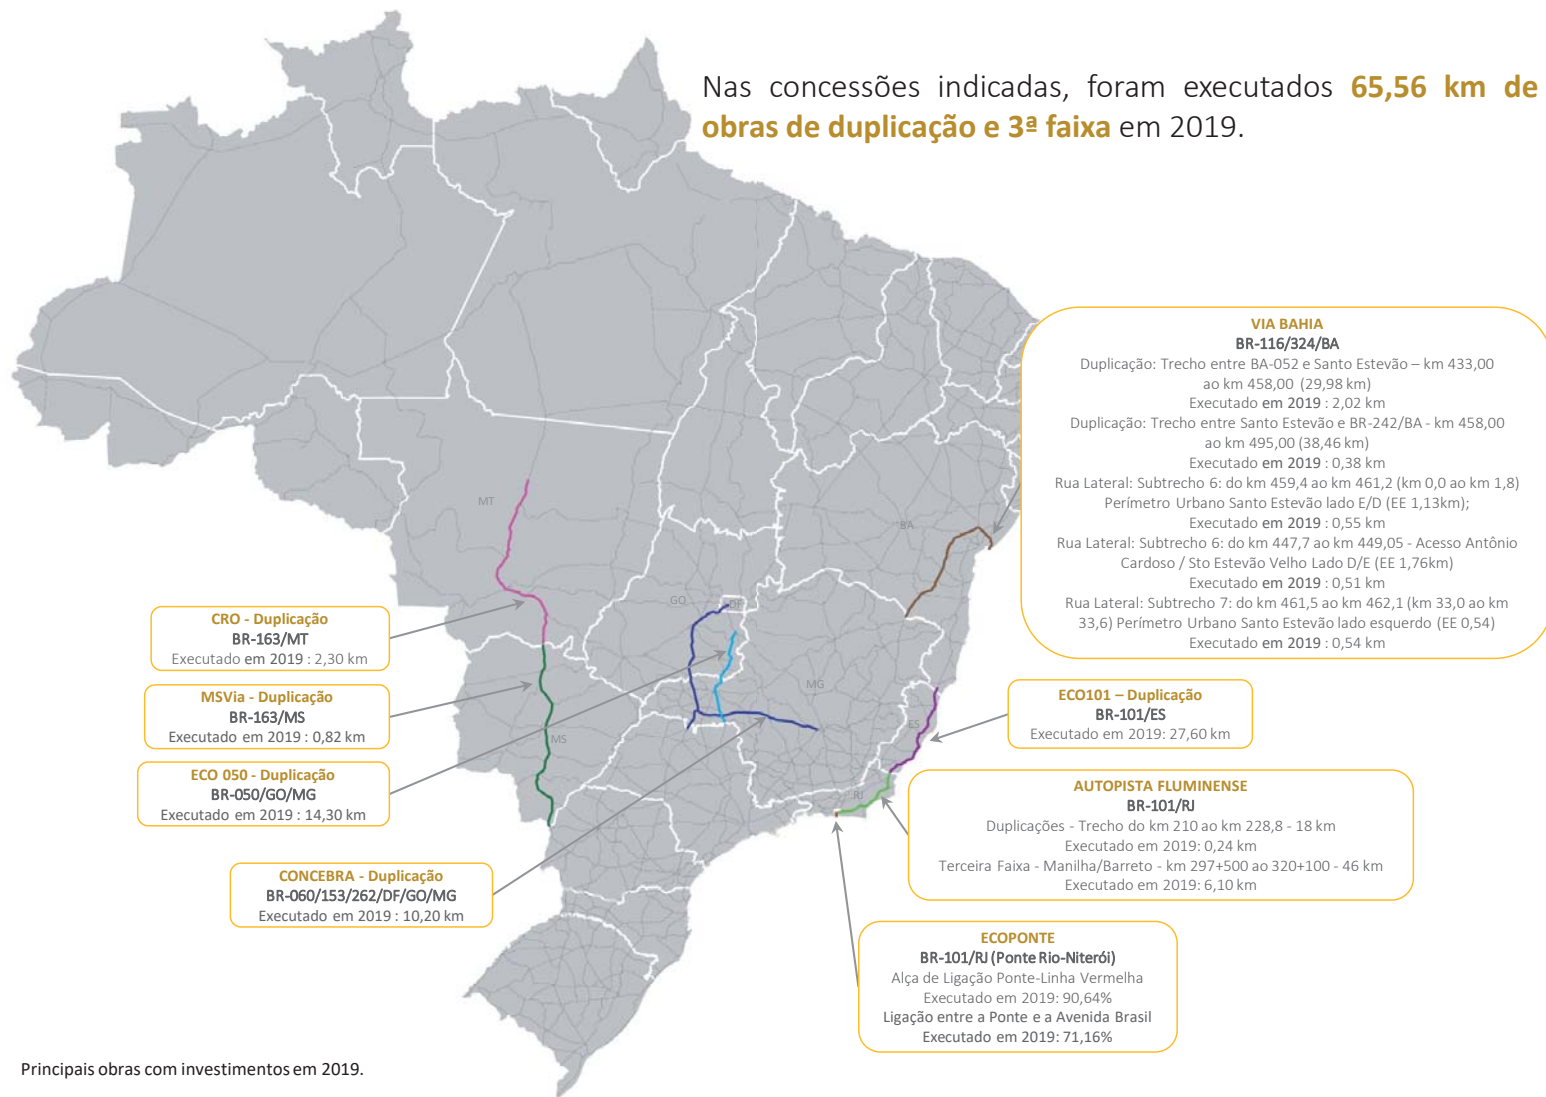 Nas concessões indicadas, foram executados 65,56 km de
obras de duplicação e 3ª faixa em 2019.
VIA BAHIA
BR-116/324/BA
Duplicação: Trecho entre BA-052 e Santo Estevão – km 433,00
ao km 458,00 (29,98 km)
Executado em 2019 : 2,02 km
Duplicação: Trecho entre Santo Estevão e BR-242/BA - km 458,00
ao km 495,00 (38,46 km)
Executado em 2019 : 0,38 km
Rua Lateral: Subtrecho 6: do km 459,4 ao km 461,2 (km 0,0 ao km 1,8)
Perímetro Urbano Santo Estevão lado E/D (EE 1,13km);
Executado em 2019 : 0,55 km
Rua Lateral: Subtrecho 6: do km 447,7 ao km 449,05 - Acesso Antônio
Cardoso / Sto Estevão Velho Lado D/E (EE 1,76km)
Executado em 2019 : 0,51 km
Rua Lateral: Subtrecho 7: do km 461,5 ao km 462,1 (km 33,0 ao km
33,6) Perímetro Urbano Santo Estevão lado esquerdo (EE 0,54)
Executado em 2019 : 0,54 km
MT
BA
GO
DF
MG
ES
MS
RJ
CRO - Duplicação
BR-163/MT
Executado em 2019 : 2,30 km
MSVia - Duplicação
BR-163/MS
Executado em 2019 : 0,82 km
ECO 050 - Duplicação
BR-050/GO/MG
Executado em 2019 : 14,30 km
CONCEBRA - Duplicação
BR-060/153/262/DF/GO/MG
Executado em 2019 : 10,20 km
ECO101 – Duplicação
BR-101/ES
Executado em 2019: 27,60 km
AUTOPISTA FLUMINENSE
BR-101/RJ
Duplicações - Trecho do km 210 ao km 228,8 - 18 km
Executado em 2019: 0,24 km
Terceira Faixa - Manilha/Barreto - km 297+500 ao 320+100 - 46 km
Executado em 2019: 6,10 km
ECOPONTE
BR-101/RJ (Ponte Rio-Niterói)
Alça de Ligação Ponte-Linha Vermelha
Executado em 2019: 90,64%
Ligação entre a Ponte e a Avenida Brasil
Executado em 2019: 71,16%
Principais obras com investimentos em 2019.